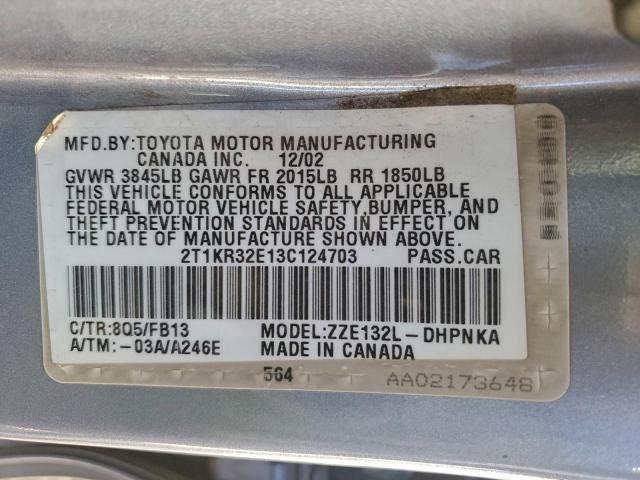 MFD.BY:TOYOTA MOTOR MANUFACTURING
CANADA INC. 12/02
GVWR 3845LB GAWR FR 2015LB RR 1850LB
THIS VEHICLE CONFORMS TO ALL APPLICABLE
FEDERAL MOTOR VEHICLE SAFETY,BUMPER, AND
THEFT PREVENTION STANDARDS IN EFFECT ON
THE DATE OF MANUFACTURE SHOWN ABOVE.
2T1KR32E13C124703 PASS.CAR
C/TR:8Q5/FB13 MODEL:ZZE132L-DHPNKA
A/TM:-03A/A246E MADE IN CANADA
564
AA02173648